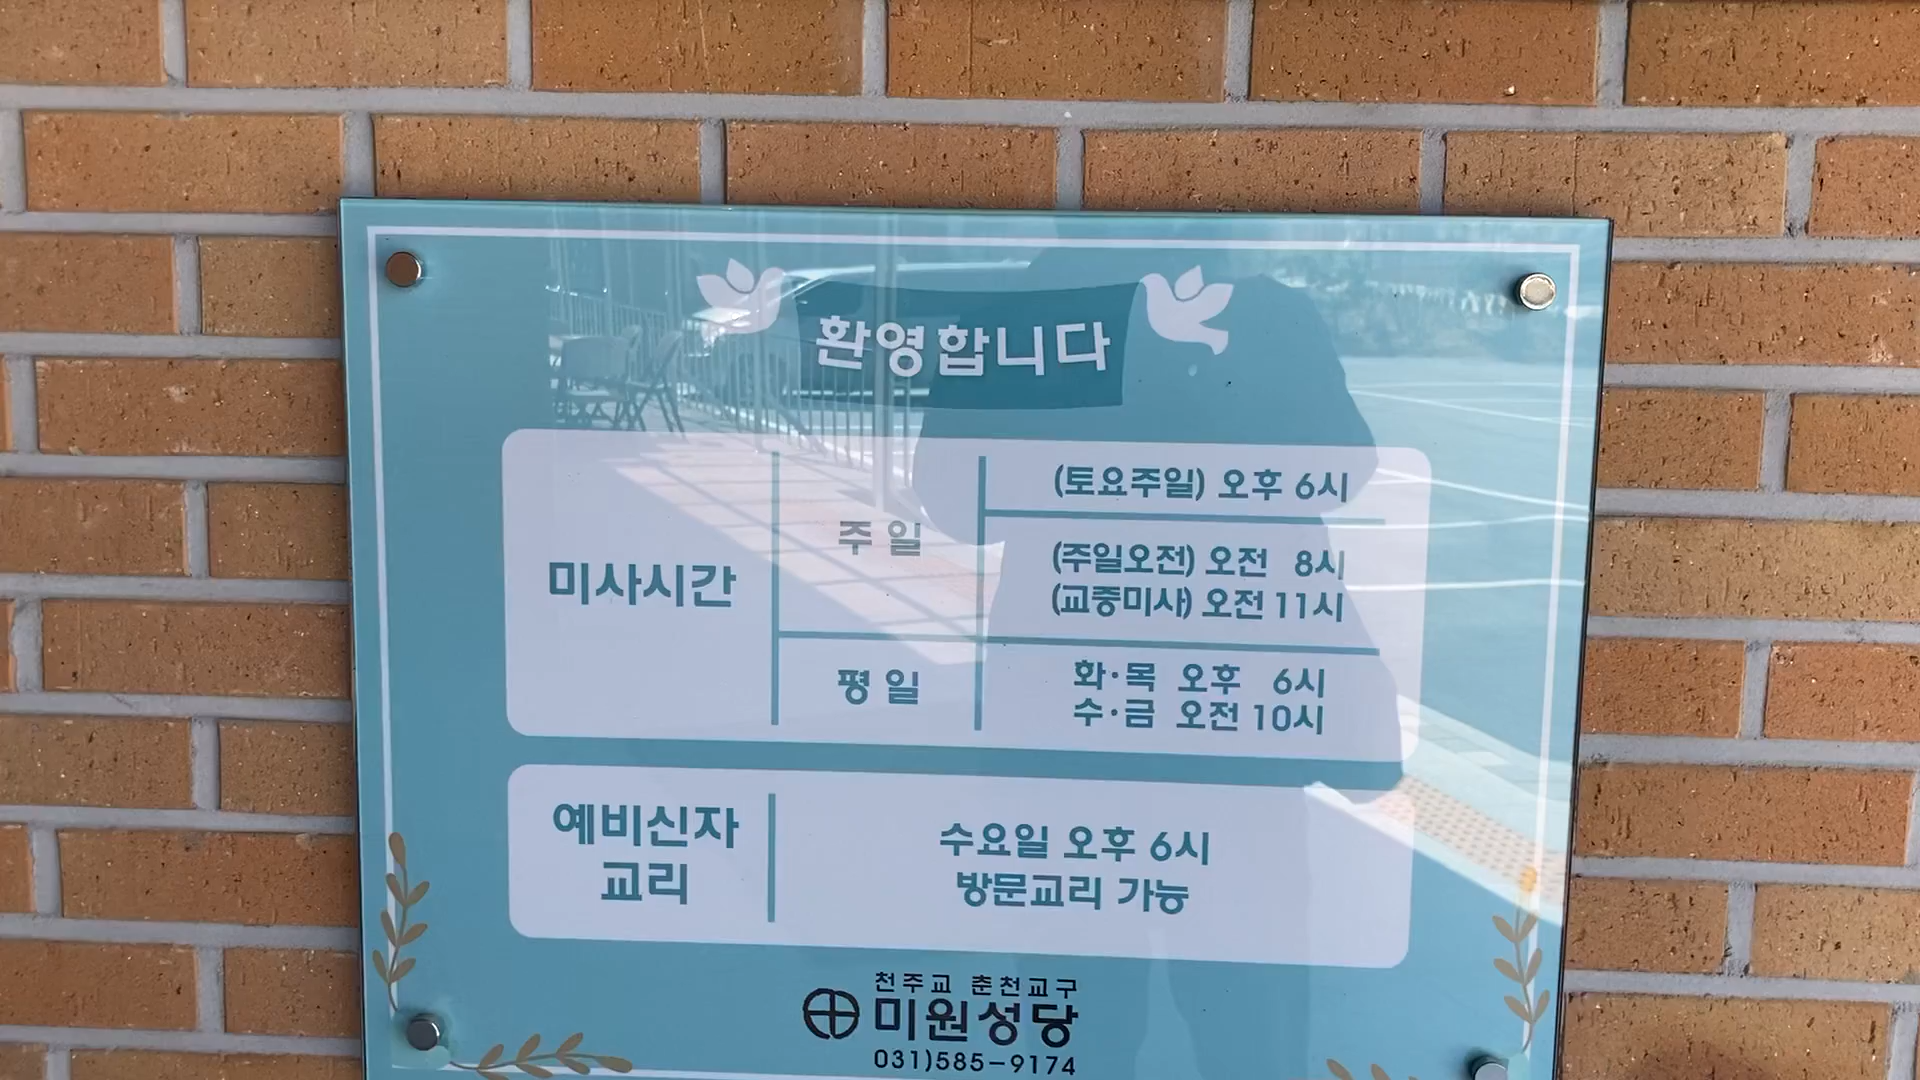 환영합니다
미사시간
주일
(토요주일) 오후 6시
(주일오전) 오전 8시
(교중미사) 오전 11시
평일
화·목 오후 6시
수·금 오전 10시
예비신자
교리
수요일 오후 6시
방문교리 가능
천주교 춘천교구
미원성당
031)585-9174